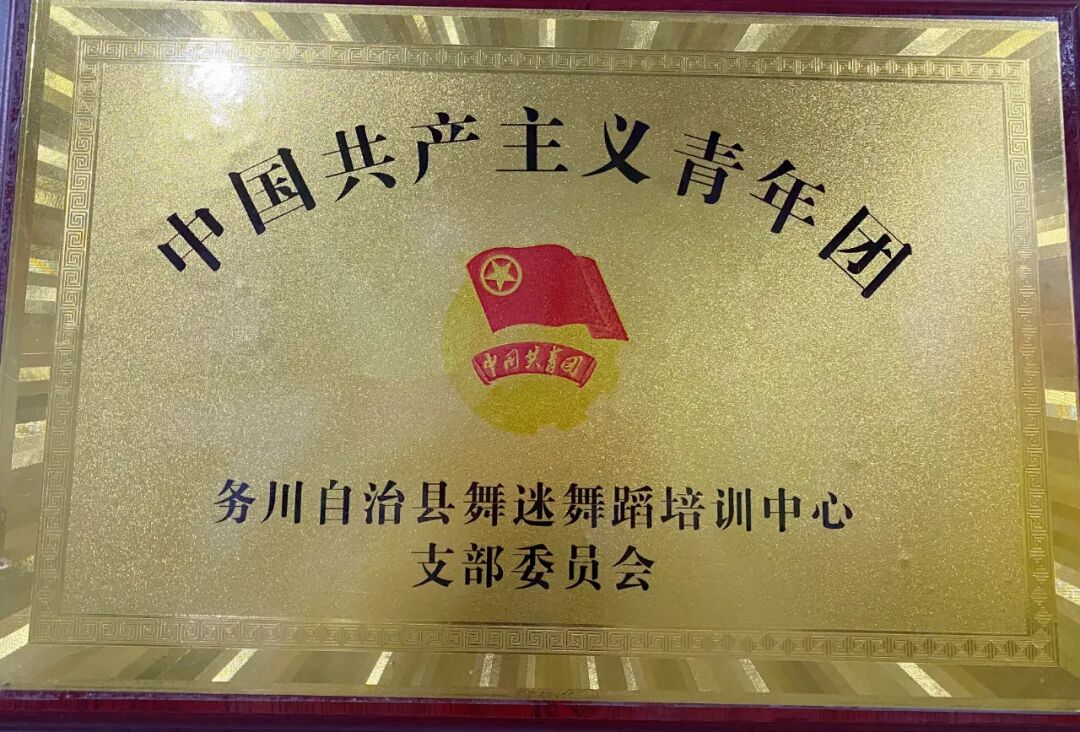 中国共产主义青年团
中国共青团
务川自治县舞迷舞蹈培训中心
支部委员会